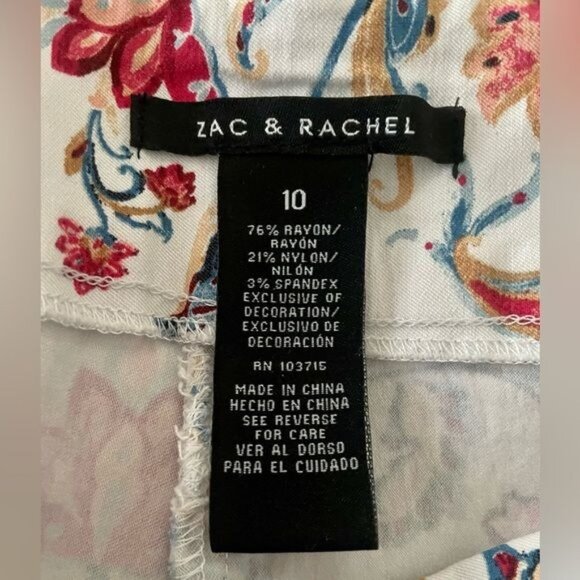 ZAC & RACHEL
10
76% RAYON/
RAYÓN
21% NYLON/
NILÓN
3% SPANDEX
EXCLUSIVE OF
DECORATION/
EXCLUSIVO DE
DECORACIÓN
RN 103715
MADE IN CHINA
HECHO EN CHINA
SEE REVERSE
FOR CARE
VER AL DORSO
PARA EL CUIDADO